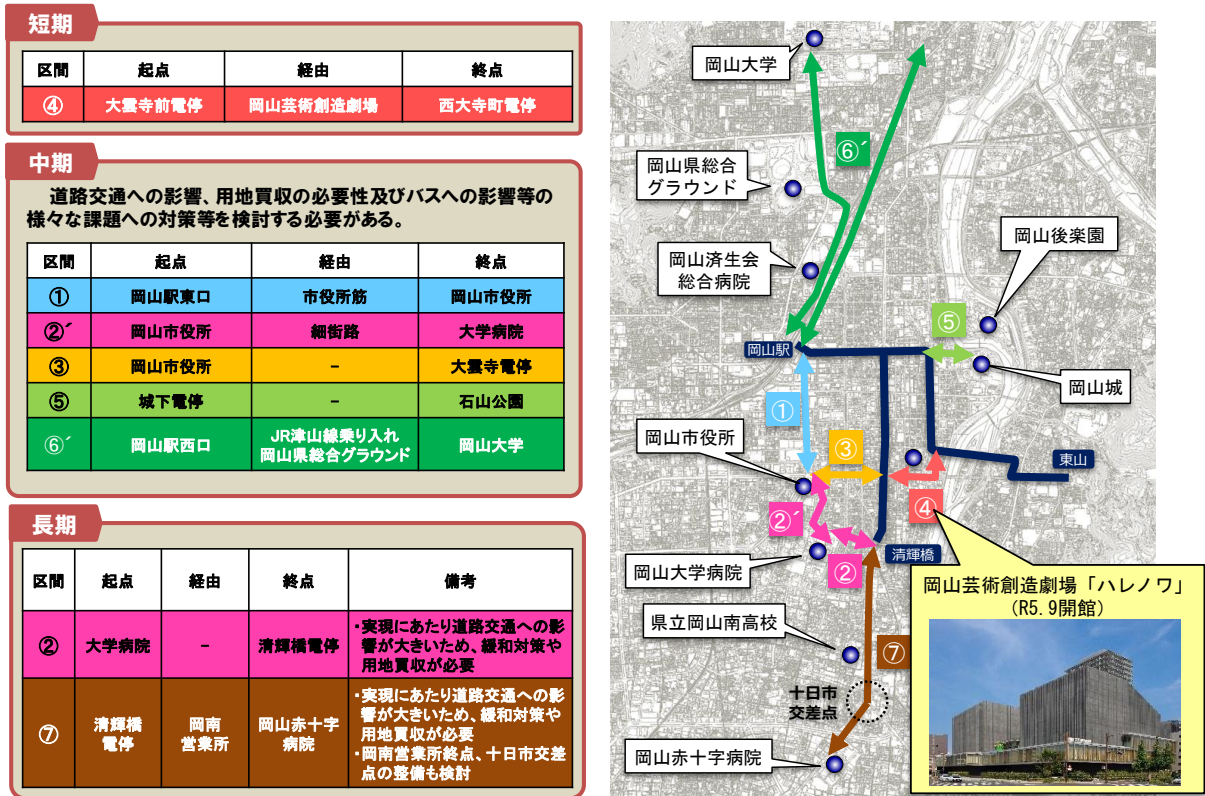 短期
区間 起点 経由 終点
④ 大雲寺前電停 岡山芸術創造劇場 西大寺町電停
中期
道路交通への影響、用地買収の必要性及びバスへの影響等の
様々な課題への対策等を検討する必要がある。
区間 起点 経由 終点
① 岡山駅東口 市役所筋 岡山市役所
②´ 岡山市役所 細街路 大学病院
③ 岡山市役所 − 大雲寺電停
⑤ 城下電停 − 石山公園
⑥´ 岡山駅西口 JR津山線乗り入れ
岡山県総合グラウンド 岡山大学
長期
区間 起点 経由 終点 備考
② 大学病院 − 清輝橋電停 ・実現にあたり道路交通への影
響が大きいため、緩和対策や
用地買収が必要
⑦ 清輝橋
電停 岡南
営業所 岡山赤十字
病院 ・実現にあたり道路交通への影
響が大きいため、緩和対策や
用地買収が必要
・岡南営業所終点、十日市交差
点の整備も検討
岡山大学
⑥´
岡山県総合
グラウンド
岡山後楽園
岡山済生会
総合病院
⑤
岡山駅
岡山城
①
岡山市役所
③
東山
④
②´
清輝橋
岡山大学病院
②
岡山芸術創造劇場「ハレノワ」
(R5.9開館)
県立岡山南高校
⑦
十日市
交差点
岡山赤十字病院